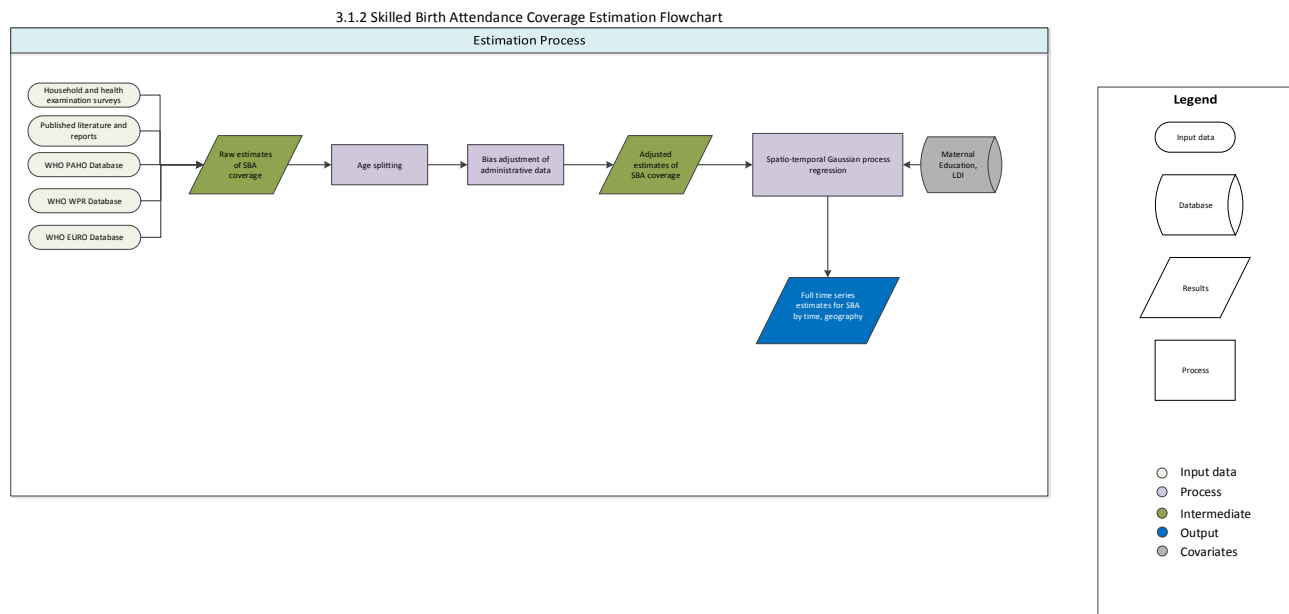 3.1.2 Skilled Birth Attendance Coverage Estimation Flowchart
Estimation Process
Household and health
examination surveys
Published literature and
reports
WHO PAHO Database
WHO WPR Database
WHO EURO Database
Raw estimates
of SBA
coverage
Age splitting
Bias adjustment of
administrative data
Adjusted
estimates of
SBA coverage
Spatio-temporal Gaussian process
regression
Maternal
Education,
LDI
Full time series
estimates for SBA
by time, geography
Legend
Input data
Database
Results
Process
Input data
Process
Intermediate
Output
Covariates